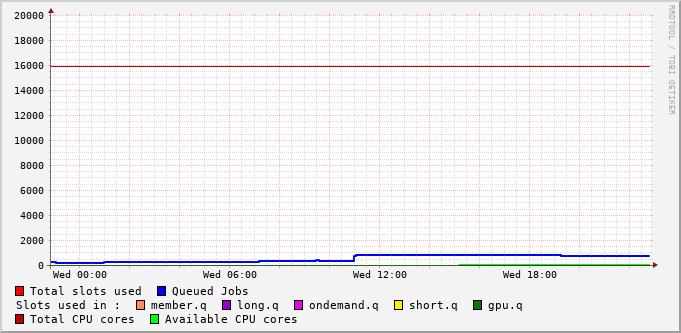 RRDTOOL / TOBI OETIKER
20000
18000
16000
14000
12000
10000
8000
6000
4000
2000
0
Wed 00:00 Wed 06:00 Wed 12:00 Wed 18:00
Total slots used Queued Jobs
Slots used in : member.q long.q ondemand.q short.q gpu.q
Total CPU cores Available CPU cores